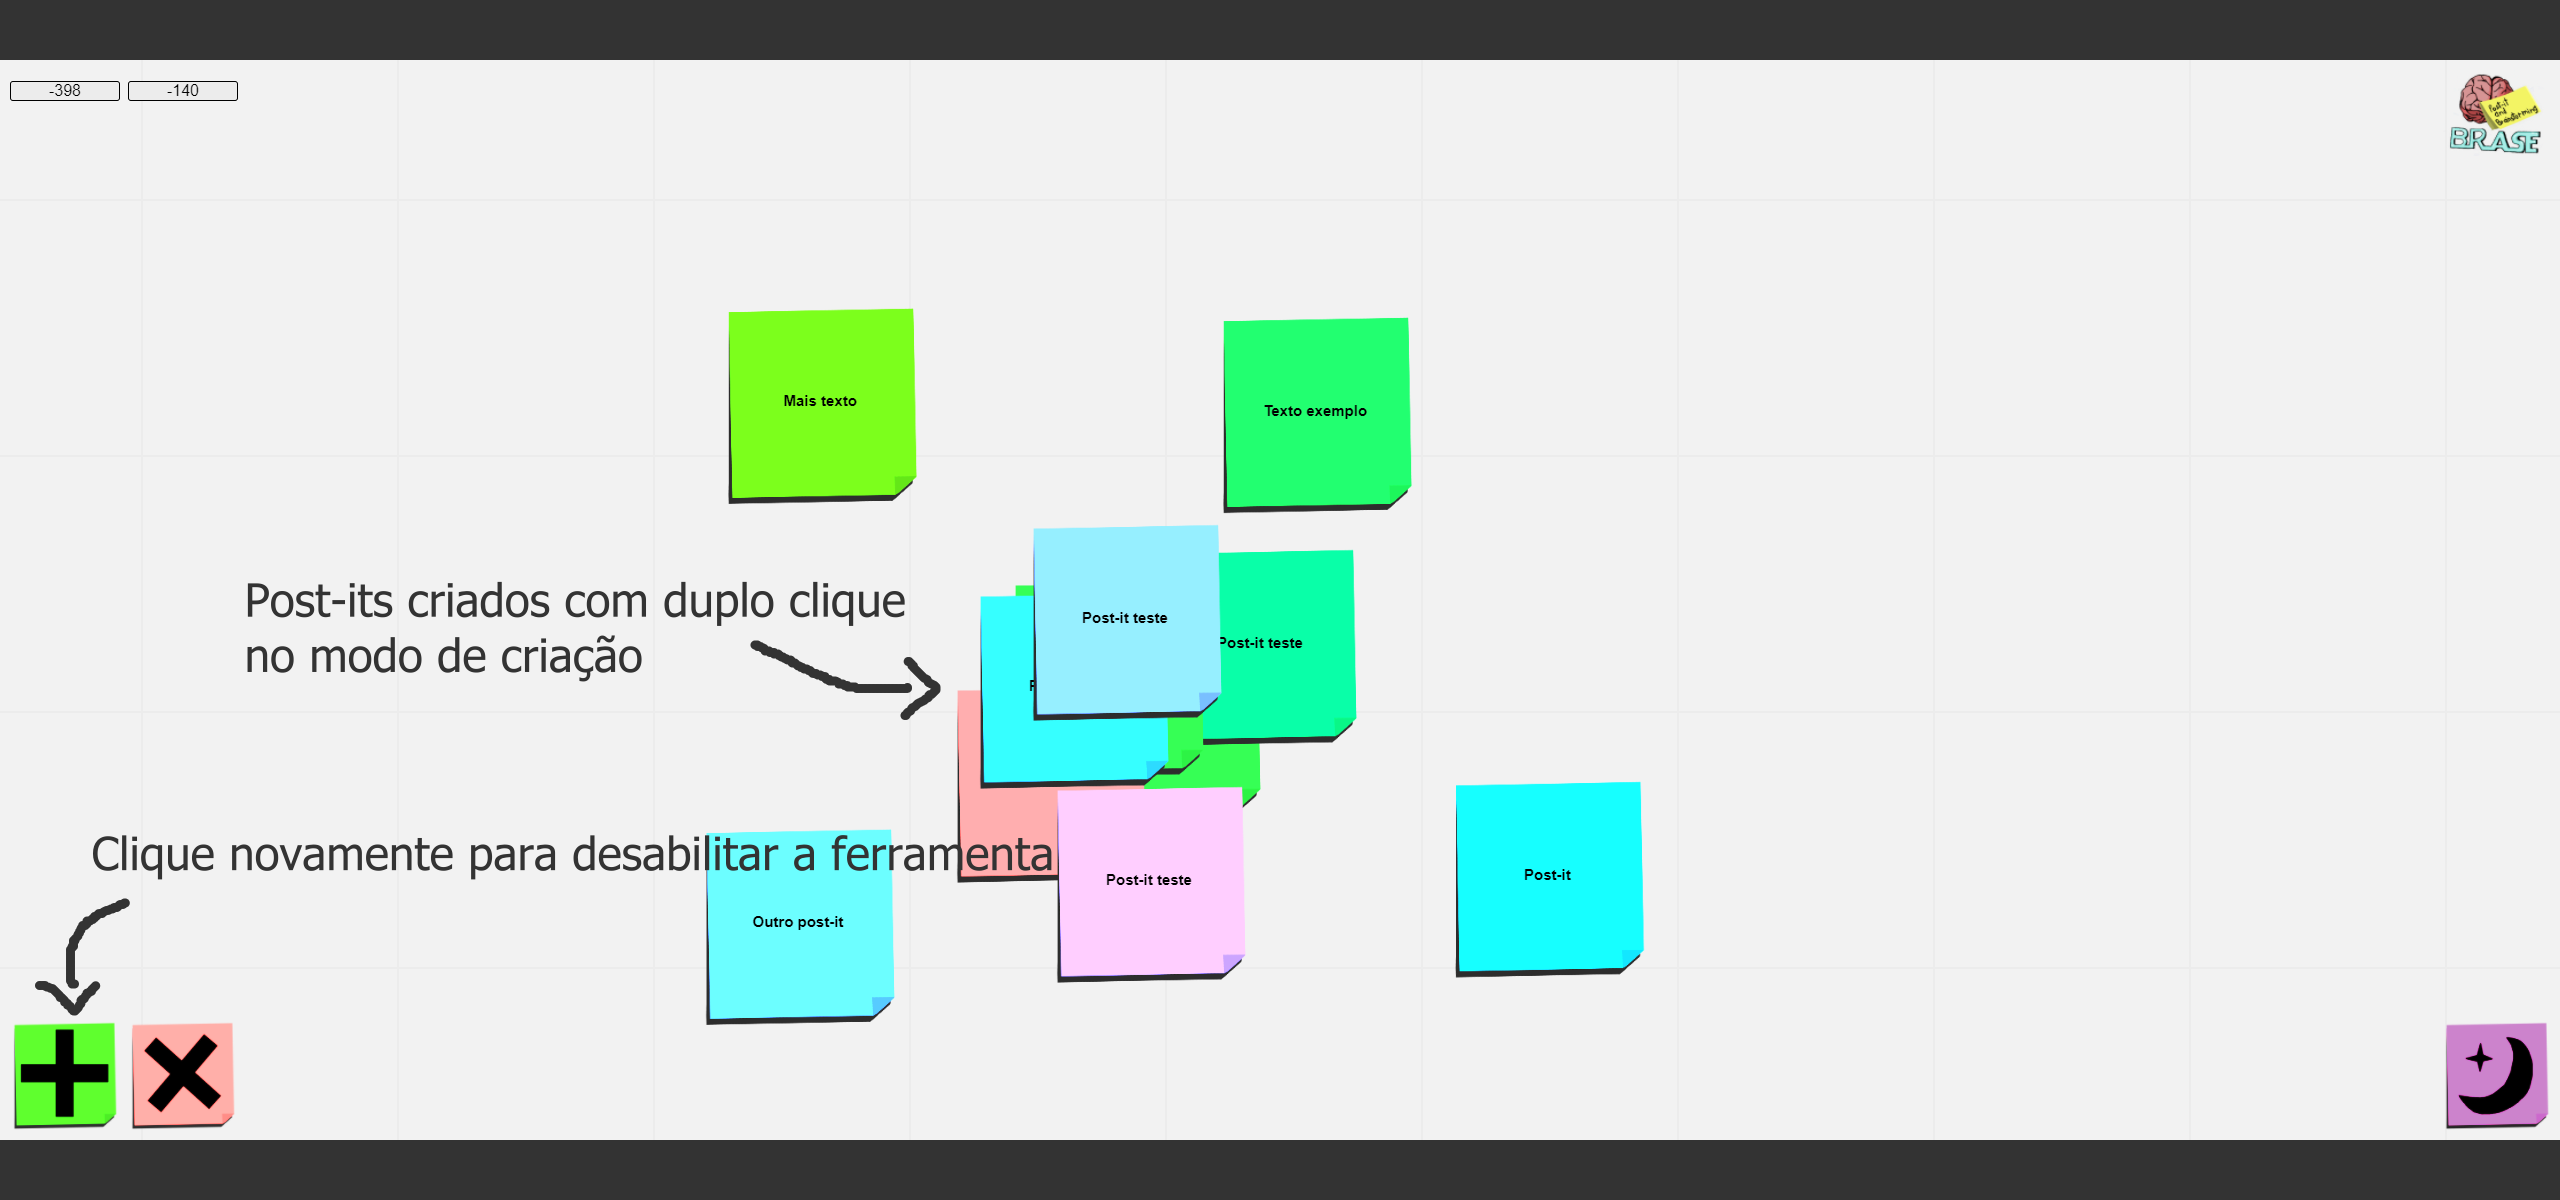 -398
-140
Post-it
and
Brainstorming
BRASE
Mais texto
Texto exemplo
Post-its criados com duplo clique
no modo de criação
Post-it teste
Post-it teste
Clique novamente para desabilitar a ferramenta
Post-it teste
Post-it
Outro post-it